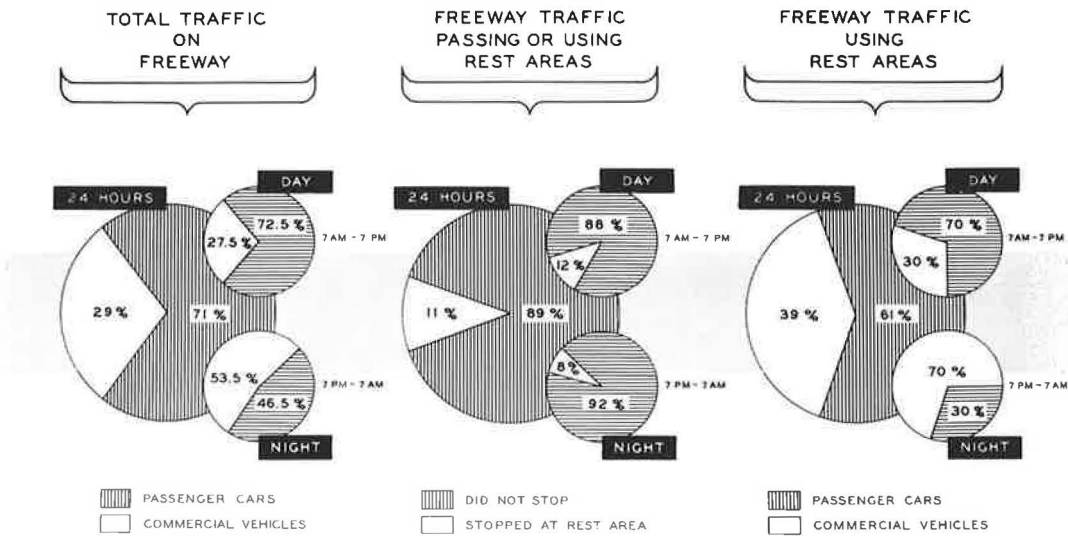 TOTAL TRAFFIC
ON
FREEWAY
FREEWAY TRAFFIC
PASSING OR USING
REST AREAS
FREEWAY TRAFFIC
USING
REST AREAS
24 HOURS
DAY
72.5 %
27.5 %
7 AM - 7 PM
29 %
71 %
53.5 %
46.5 %
7 PM - 7 AM
NIGHT
PASSENGER CARS
COMMERCIAL VEHICLES
24 HOURS
DAY
88 %
12 %
7 AM - 7 PM
11 %
89 %
8 %
92 %
7 PM - 7 AM
NIGHT
DID NOT STOP
STOPPED AT REST AREA
24 HOURS
DAY
70 %
30 %
7 AM - 7 PM
39 %
61 %
70 %
30 %
7 PM - 7 AM
NIGHT
PASSENGER CARS
COMMERCIAL VEHICLES